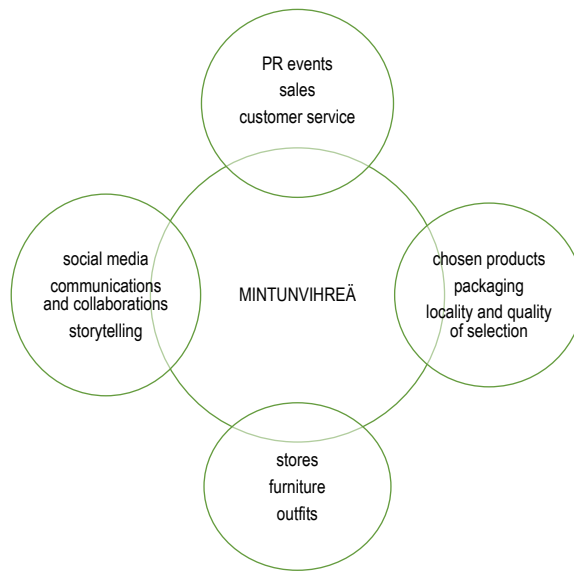 PR events
sales
customer service
social media
communications
and collaborations
storytelling
MINTUNVIHREÄ
chosen products
packaging
locality and quality
of selection
stores
furniture
outfits